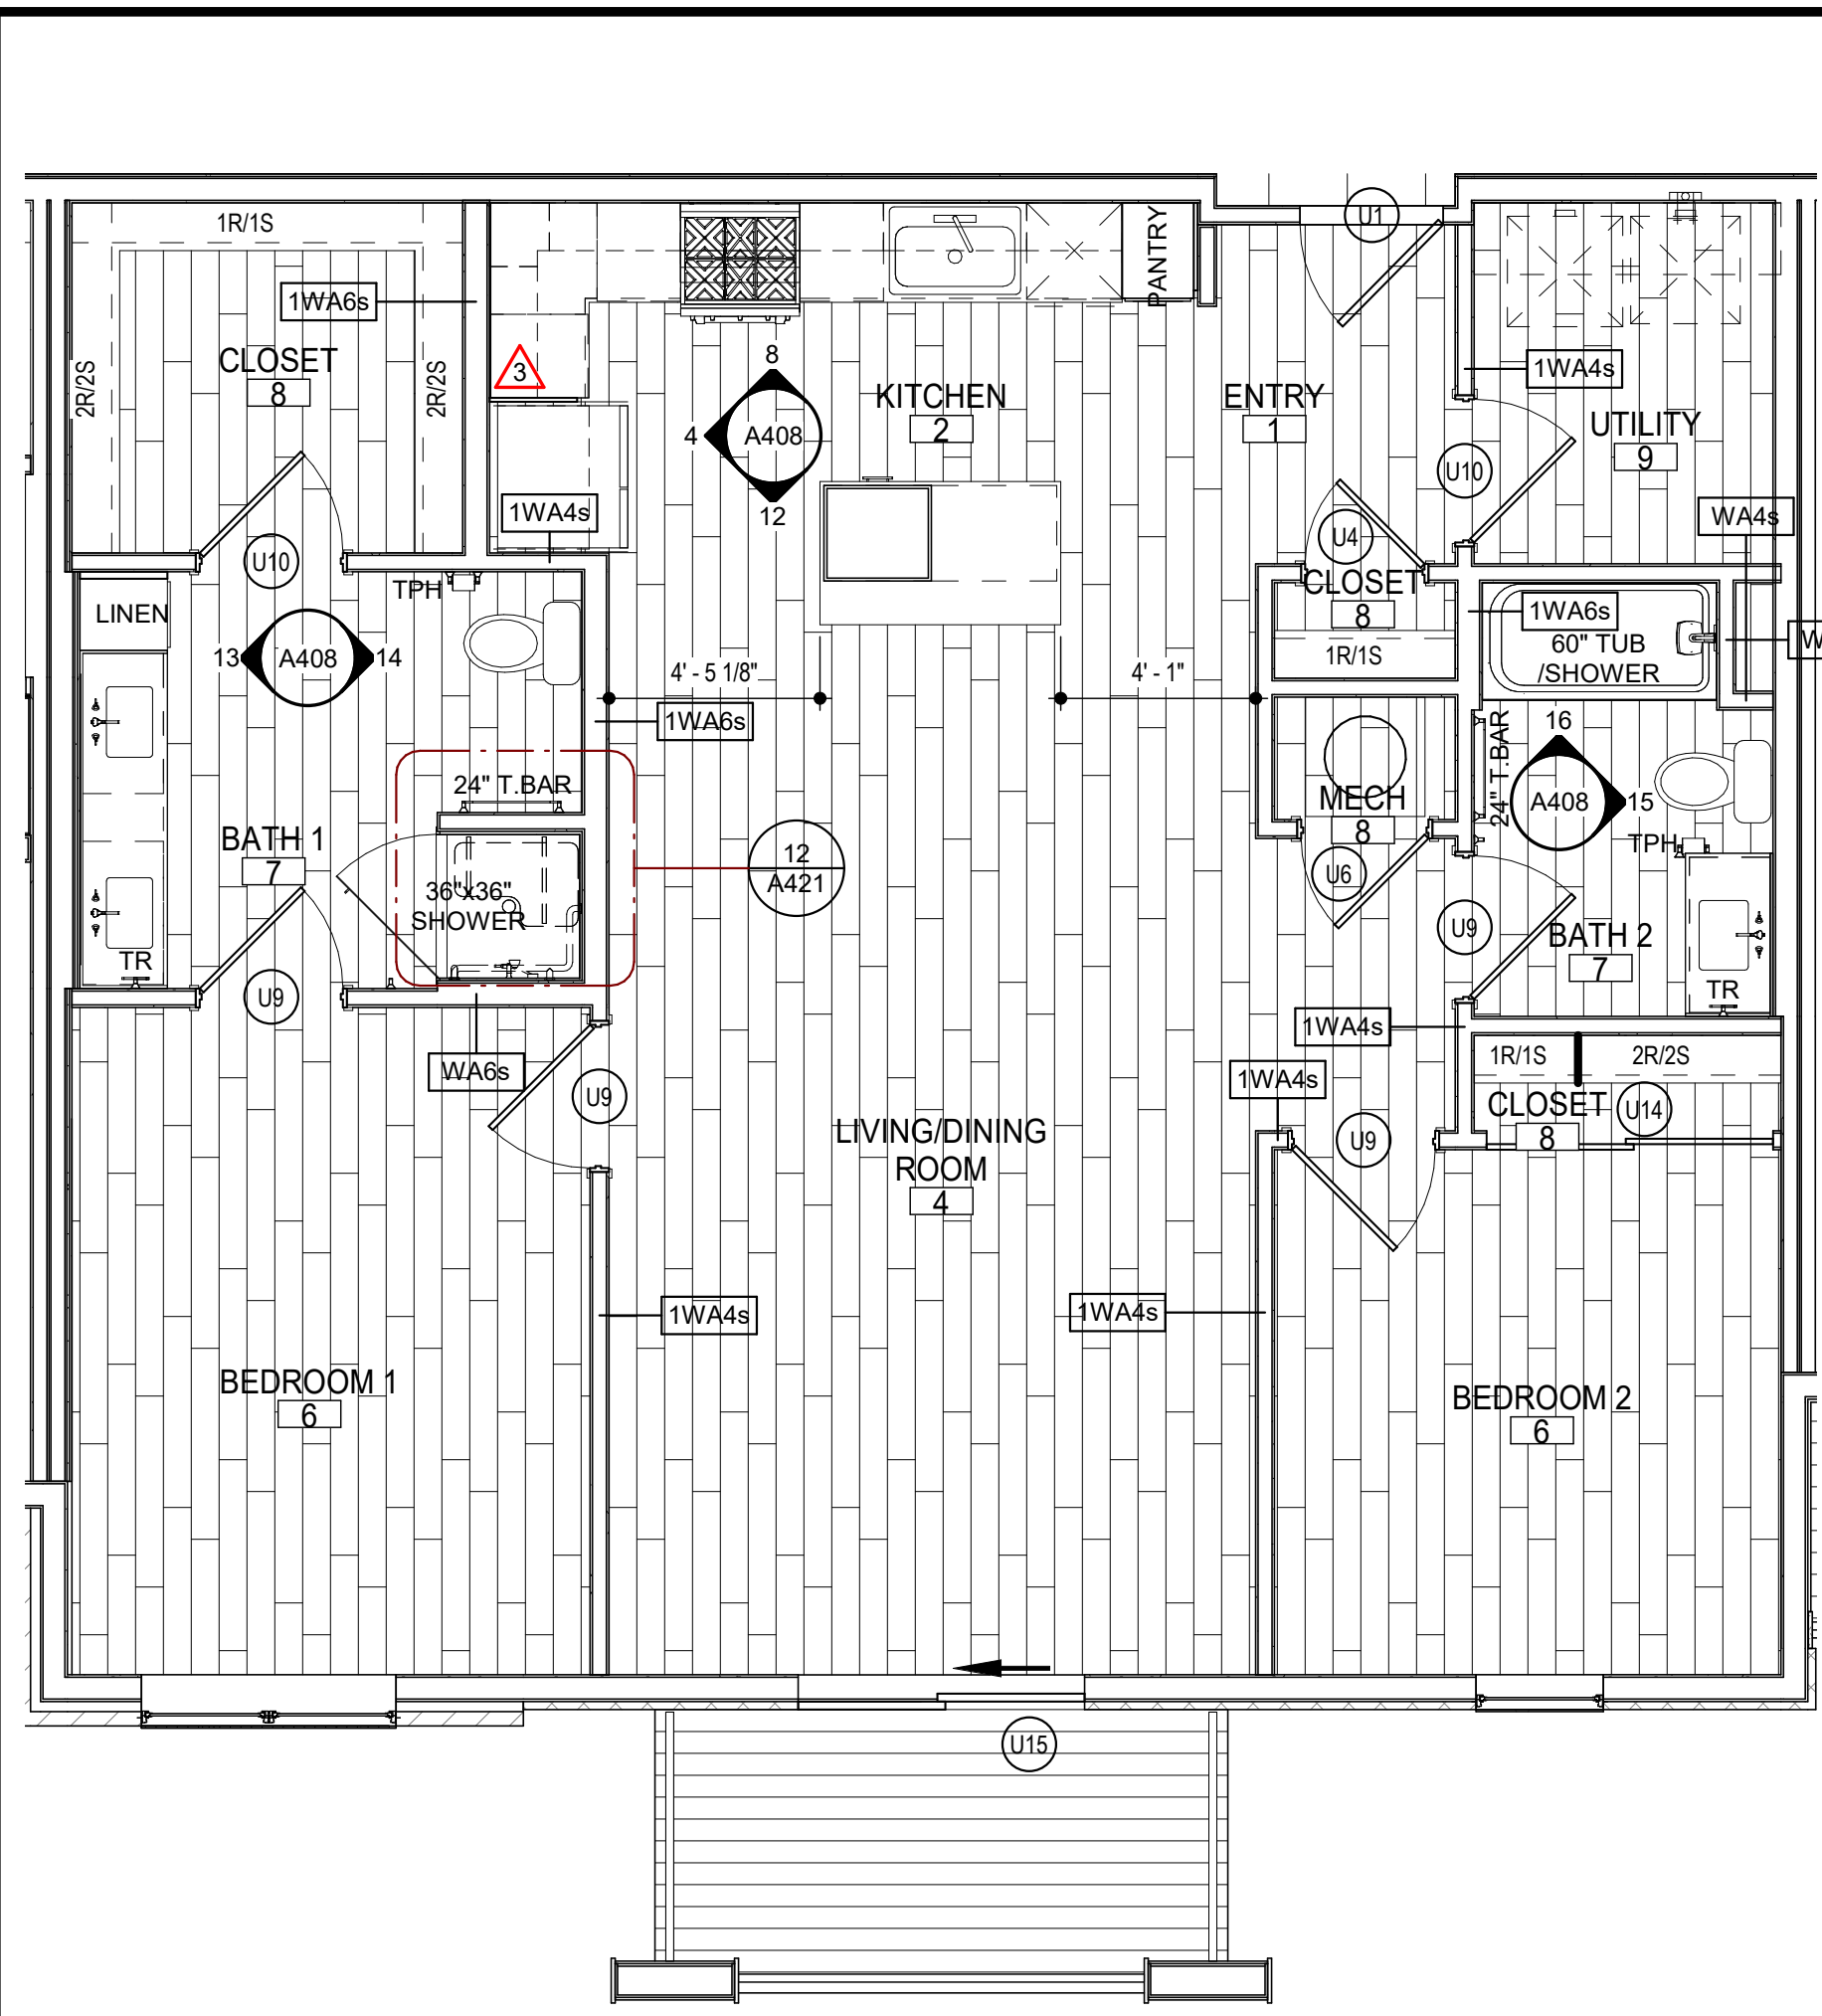 U1
1R/1S
PANTRY
1WA6s
CLOSET
8
2R/2S
2R/2S
3
8
4
A408
12
KITCHEN
2
ENTRY
1
1WA4s
UTILITY
9
U10
1WA4s
WA4s
U10
U4
CLOSET
8
1R/1S
TPH
LINEN
13
A408
14
1WA6s
60" TUB
/SHOWER
W
4' - 5 1/8"
4' - 1"
1WA6s
24" T.BAR
16
A408
15
24" T.BAR
MECH
8
TPH
BATH 1
7
12
A421
U6
36"x36"
SHOWER
U9
BATH 2
7
TR
TR
U9
1WA4s
WA6s
1WA4s
1R/1S
2R/2S
U9
CLOSET
8
U14
U9
LIVING/DINING
ROOM
4
1WA4s
1WA4s
BEDROOM 1
6
BEDROOM 2
6
U15